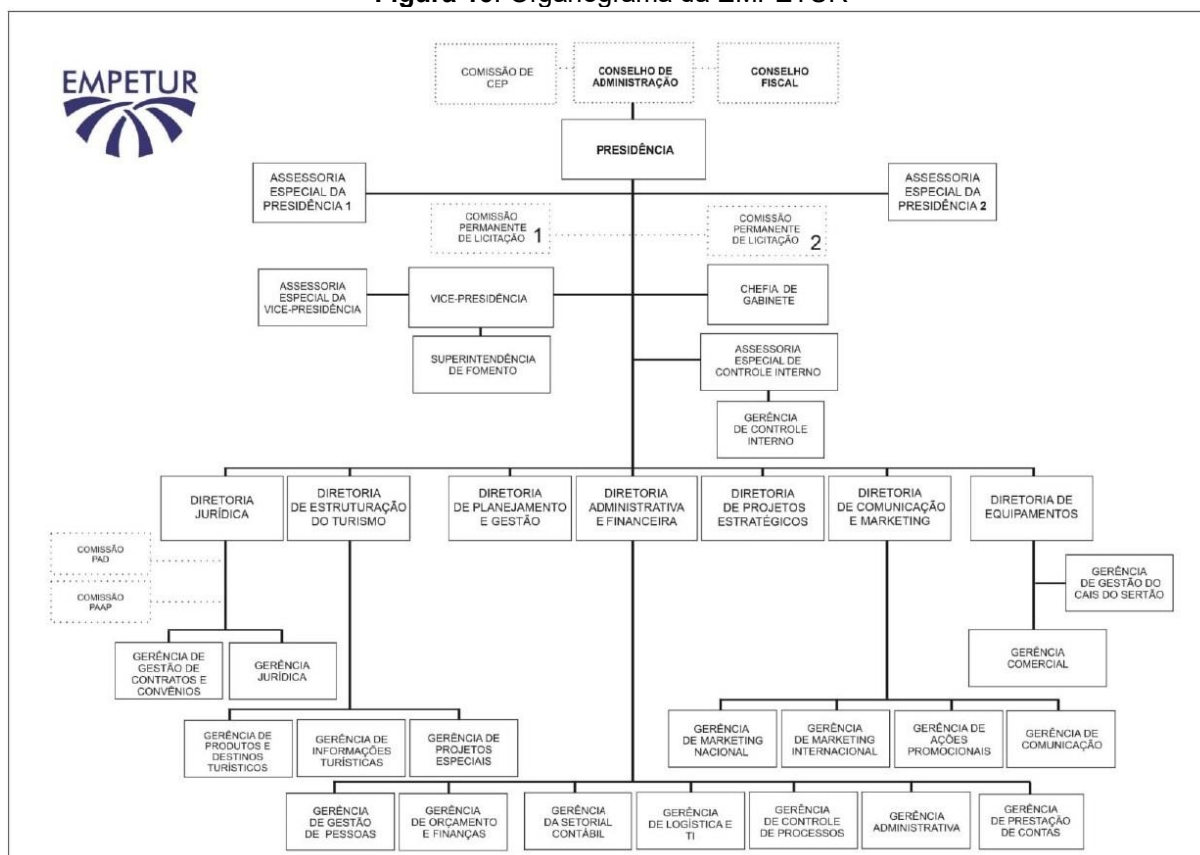 EMPETUR
COMISSÃO DE
CEP
CONSELHO DE
ADMINISTRAÇÃO
CONSELHO
FISCAL
PRESIDÊNCIA
ASSESSORIA
ESPECIAL DA
PRESIDÊNCIA 1
ASSESSORIA
ESPECIAL DA
PRESIDÊNCIA 2
COMISSÃO
PERMANENTE
DE LICITAÇÃO 1
COMISSÃO
PERMANENTE
DE LICITAÇÃO 2
ASSESSORIA
ESPECIAL DA
VICE-PRESIDÊNCIA
VICE-PRESIDÊNCIA
CHEFIA DE
GABINETE
SUPERINTENDÊNCIA
DE FOMENTO
ASSESSORIA
ESPECIAL DE
CONTROLE INTERNO
GERÊNCIA
DE CONTROLE
INTERNO
DIRETORIA
JURÍDICA
DIRETORIA
DE ESTRUTURAÇÃO
DO TURISMO
DIRETORIA
DE PLANEJAMENTO
E GESTÃO
DIRETORIA
ADMINISTRATIVA
E FINANCEIRA
DIRETORIA
DE PROJETOS
ESTRATÉGICOS
DIRETORIA
DE COMUNICAÇÃO
E MARKETING
DIRETORIA DE
EQUIPAMENTOS
COMISSÃO
PAD
COMISSÃO
PAAP
GERÊNCIA
DE GESTÃO DO
CAIS DO SERTÃO
GERÊNCIA DE
GESTÃO DE
CONTRATOS E
CONVÊNIOS
GERÊNCIA
JURÍDICA
GERÊNCIA
COMERCIAL
GERÊNCIA DE
PRODUTOS E
DESTINOS
TURÍSTICOS
GERÊNCIA DE
INFORMAÇÕES
TURÍSTICAS
GERÊNCIA DE
PROJETOS
ESPECIAIS
GERÊNCIA
DE MARKETING
NACIONAL
GERÊNCIA
DE MARKETING
INTERNACIONAL
GERÊNCIA DE
AÇÕES
PROMOCIONAIS
GERÊNCIA DE
COMUNICAÇÃO
GERÊNCIA
DE GESTÃO
DE PESSOAS
GERÊNCIA
DE ORÇAMENTO
E FINANÇAS
GERÊNCIA
DA SETORIAL
CONTÁBIL
GERÊNCIA
DE LOGÍSTICA E
TI
GERÊNCIA
DE CONTROLE
DE PROCESSOS
GERÊNCIA
ADMINISTRATIVA
GERÊNCIA
DE PRESTAÇÃO
DE CONTAS